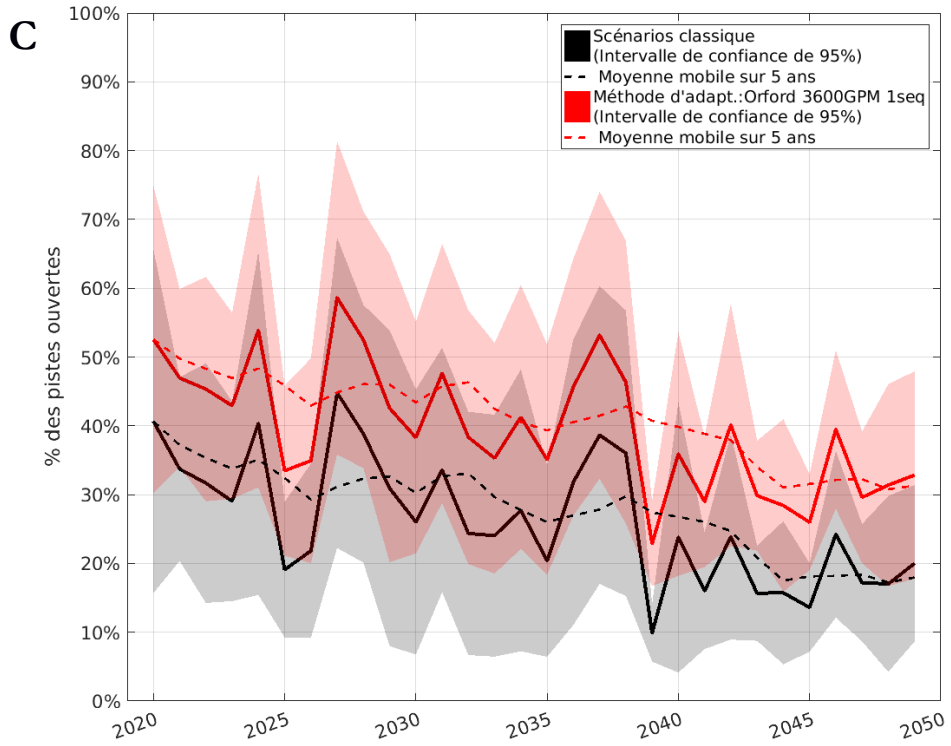 C
100%
90%
80%
70%
60%
50%
40%
30%
20%
10%
0%
% des pistes ouvertes
Scénarios classique
(Intervalle de confiance de 95%)
Moyenne mobile sur 5 ans
Méthode d'adapt.:Orford 3600GPM 1seq
(Intervalle de confiance de 95%)
Moyenne mobile sur 5 ans
2020
2025
2030
2035
2040
2045
2050